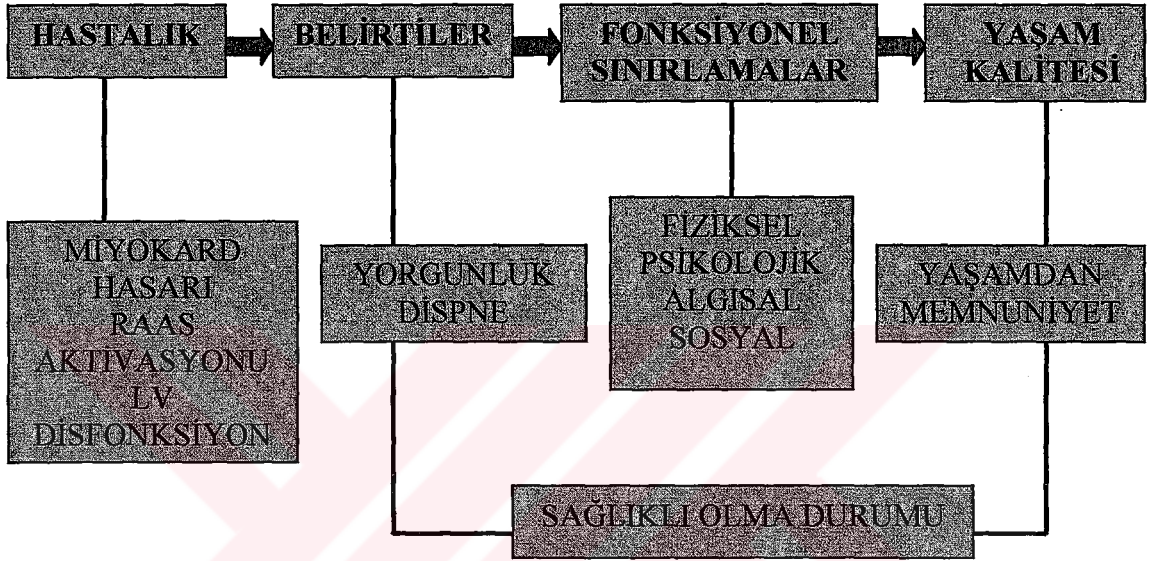 HASTALIK
BELİRTİLER
FONKSİYONEL
SINIRLAMALAR
YAŞAM
KALİTESİ
MİYOKARD
HASARI
RAAS
AKTİVASYONU
LV
DİSFONKSİYON
YORGUNLUK
DİSPNE
FİZİKSEL
PSİKOLOJİK
ALGISAL
SOSYAL
YAŞAMDAN
MEMNUNİYET
SAĞLIKLI OLMA DURUMU